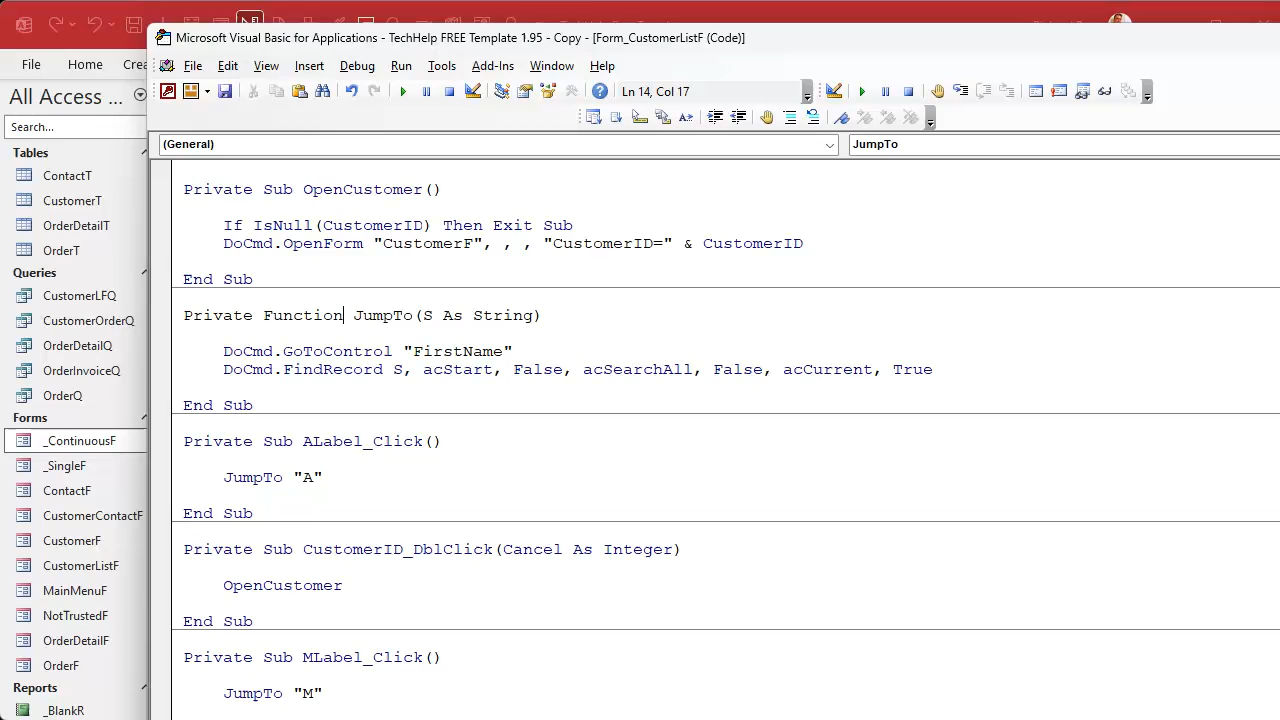 Microsoft Visual Basic for Applications - TechHelp FREE Template 1.95 - Copy - [Form_CustomerListF (Code)]
File Home
File Edit View Insert Debug Run Tools Add-Ins Window Help
All Access ...
Ln 14, Col 17
Search...
(General) JumpTo
Tables
ContactT
CustomerT
OrderDetailT
OrderT
Queries
CustomerLFQ
CustomerOrderQ
OrderDetailQ
OrderInvoiceQ
OrderQ
Forms
_ContinuousF
_SingleF
ContactF
CustomerContactF
CustomerF
CustomerListF
MainMenuF
NotTrustedF
OrderDetailF
OrderF
Reports
_BlankR
Private Sub OpenCustomer()
If IsNull(CustomerID) Then Exit Sub
DoCmd.OpenForm "CustomerF", , , "CustomerID=" & CustomerID
End Sub
Private Function JumpTo(S As String)
DoCmd.GoToControl "FirstName"
DoCmd.FindRecord S, acStart, False, acSearchAll, False, acCurrent, True
End Sub
Private Sub ALabel_Click()
JumpTo "A"
End Sub
Private Sub CustomerID_DblClick(Cancel As Integer)
OpenCustomer
End Sub
Private Sub MLabel_Click()
JumpTo "M"